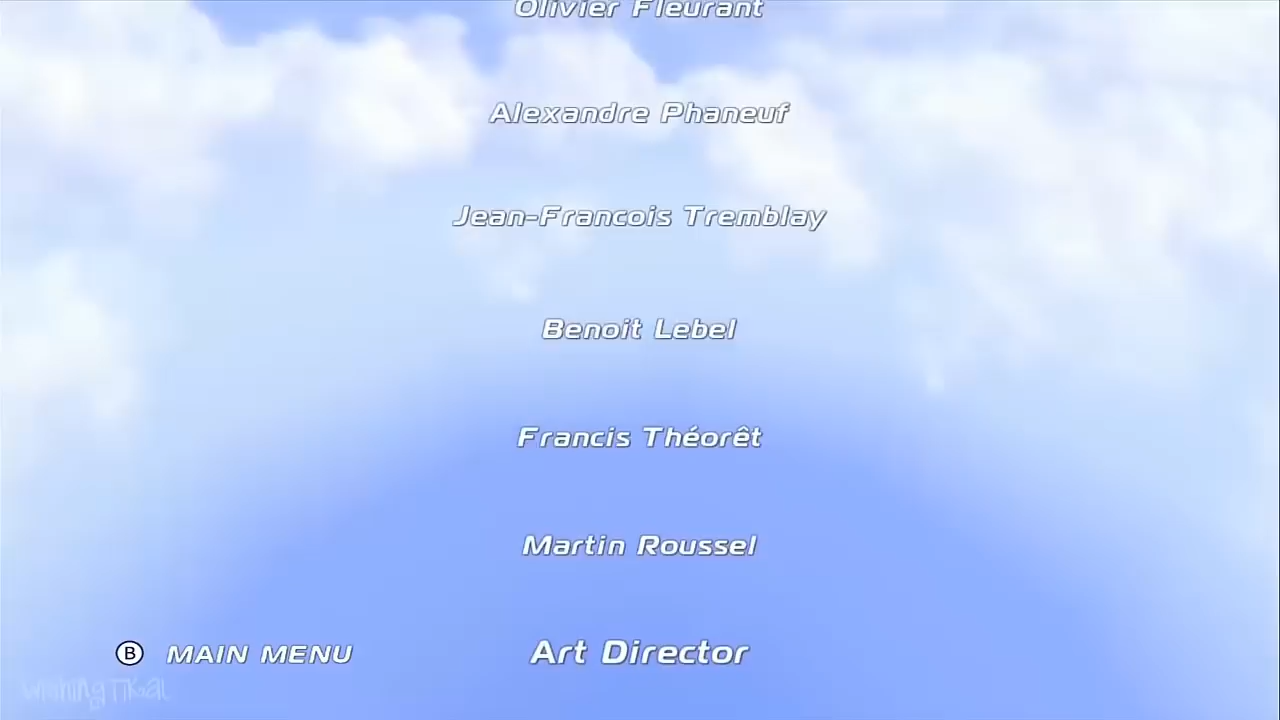 Olivier Fleurant
Alexandre Phaneuf
Jean-Francois Tremblay
Benoit Lebel
Francis Théorêt
Martin Roussel
Art Director
B MAIN MENU